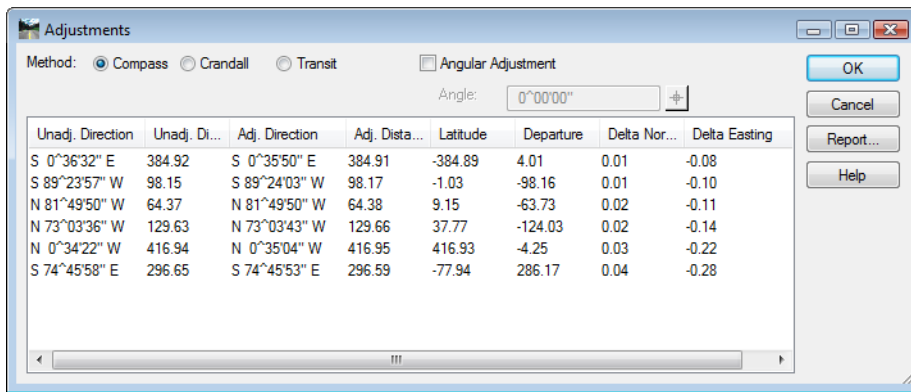 Adjustments
Method: Compass Crandall Transit Angular Adjustment OK
Angle: 0^00'00" Cancel
Unadj. Direction Unadj. Di... Adj. Direction Adj. Dista... Latitude Departure Delta Nor... Delta Easting Report...
S 0^36'32" E 384.92 S 0^35'50" E 384.91 -384.89 4.01 0.01 -0.08
S 89^23'57" W 98.15 S 89^24'03" W 98.17 -1.03 -98.16 0.01 -0.10 Help
N 81^49'50" W 64.37 N 81^49'50" W 64.38 9.15 -63.73 0.02 -0.11
N 73^03'36" W 129.63 N 73^03'43" W 129.66 37.77 -124.03 0.02 -0.14
N 0^34'22" W 416.94 N 0^35'04" W 416.95 416.93 -4.25 0.03 -0.22
S 74^45'58" E 296.65 S 74^45'53" E 296.59 -77.94 286.17 0.04 -0.28